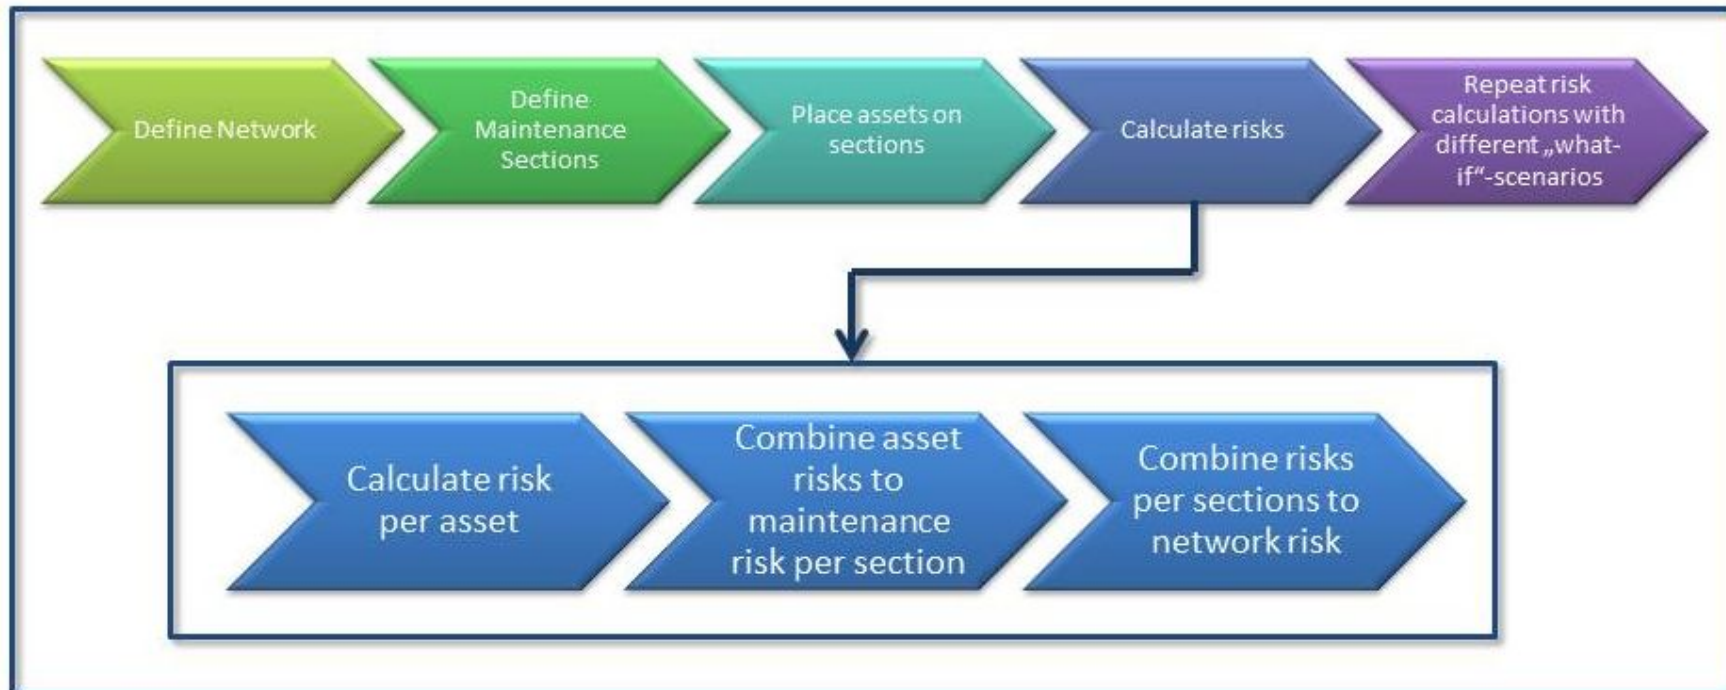 Define Network
Define
Maintenance
Sections
Place assets on
sections
Calculate risks
Repeat risk
calculations with
different „what-
if“-scenarios
Calculate risk
per asset
Combine asset
risks to
maintenance
risk per section
Combine risks
per sections to
network risk